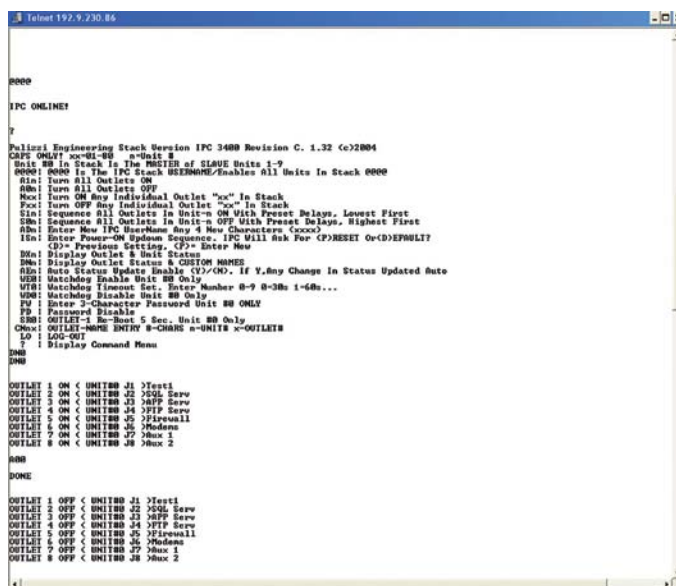 Telnet 192.9.230.86
@@@@
IPC ONLINE!
?
Pulizzi Engineering Stack Version IPC 3400 Revision C. 1.32 (c)2004
CAPS ONLY! xx=01-80 n=Unit #
Unit #0 In Stack Is The MASTER of SLAVE Units 1-9
@@@@! @@@@ Is The IPC Stack USERNAME/Enables All Units In Stack @@@@
A1n! Turn All Outlets ON
A0n! Turn All Outlets OFF
Nxx! Turn ON Any Individual Outlet "xx" In Stack
Fxx! Turn OFF Any Individual Outlet "xx" In Stack
S1n! Sequence All Outlets In Unit-n ON With Preset Delays, Lowest First
S0n! Sequence All Outlets In Unit-n OFF With Preset Delays, Highest First
ADn! Enter New IPC UserName Any 4 New Characters (xxxx)
ISn! Enter Power-ON Updown Sequence. IPC Will Ask For (P)RESET Or(D)EFAULT?
(D)= Previous Setting, (P)= Enter New
DXn! Display Outlet & Unit Status
DNn! Display Outlet Status & CUSTOM NAMES
AEn! Auto Status Update Enable (Y)/(N). If Y,Any Change In Status Updated Auto
WE0! Watchdog Enable Unit #0 Only
WT0! Watchdog Timeout Set. Enter Number 0-9 0=30s 1=60s...
WD0! Watchdog Disable Unit #0 Only
PW ! Enter 3-Character Password Unit #0 ONLY
PD ! Password Disable
SR0! OUTLET-1 Re-Boot 5 Sec. Unit #0 Only
CNnx! OUTLET-NAME ENTRY 8-CHARS n-UNIT# x-OUTLET#
LO ! LOG-OUT
? ! Display Command Menu
DN0
DN0
OUTLET 1 ON < UNIT#0 J1 >Test1
OUTLET 2 ON < UNIT#0 J2 >SQL Serv
OUTLET 3 ON < UNIT#0 J3 >APP Serv
OUTLET 4 ON < UNIT#0 J4 >FTP Serv
OUTLET 5 ON < UNIT#0 J5 >Firewall
OUTLET 6 ON < UNIT#0 J6 >Modems
OUTLET 7 ON < UNIT#0 J7 >Aux 1
OUTLET 8 ON < UNIT#0 J8 >Aux 2
A00
DONE
OUTLET 1 OFF < UNIT#0 J1 >Test1
OUTLET 2 OFF < UNIT#0 J2 >SQL Serv
OUTLET 3 OFF < UNIT#0 J3 >APP Serv
OUTLET 4 OFF < UNIT#0 J4 >FTP Serv
OUTLET 5 OFF < UNIT#0 J5 >Firewall
OUTLET 6 OFF < UNIT#0 J6 >Modems
OUTLET 7 OFF < UNIT#0 J7 >Aux 1
OUTLET 8 OFF < UNIT#0 J8 >Aux 2